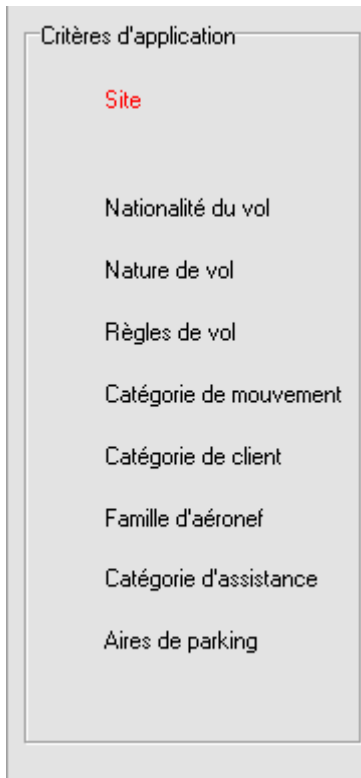 Critères d'application
Site
Nationalité du vol
Nature de vol
Règles de vol
Catégorie de mouvement
Catégorie de client
Famille d'aéronef
Catégorie d'assistance
Aires de parking